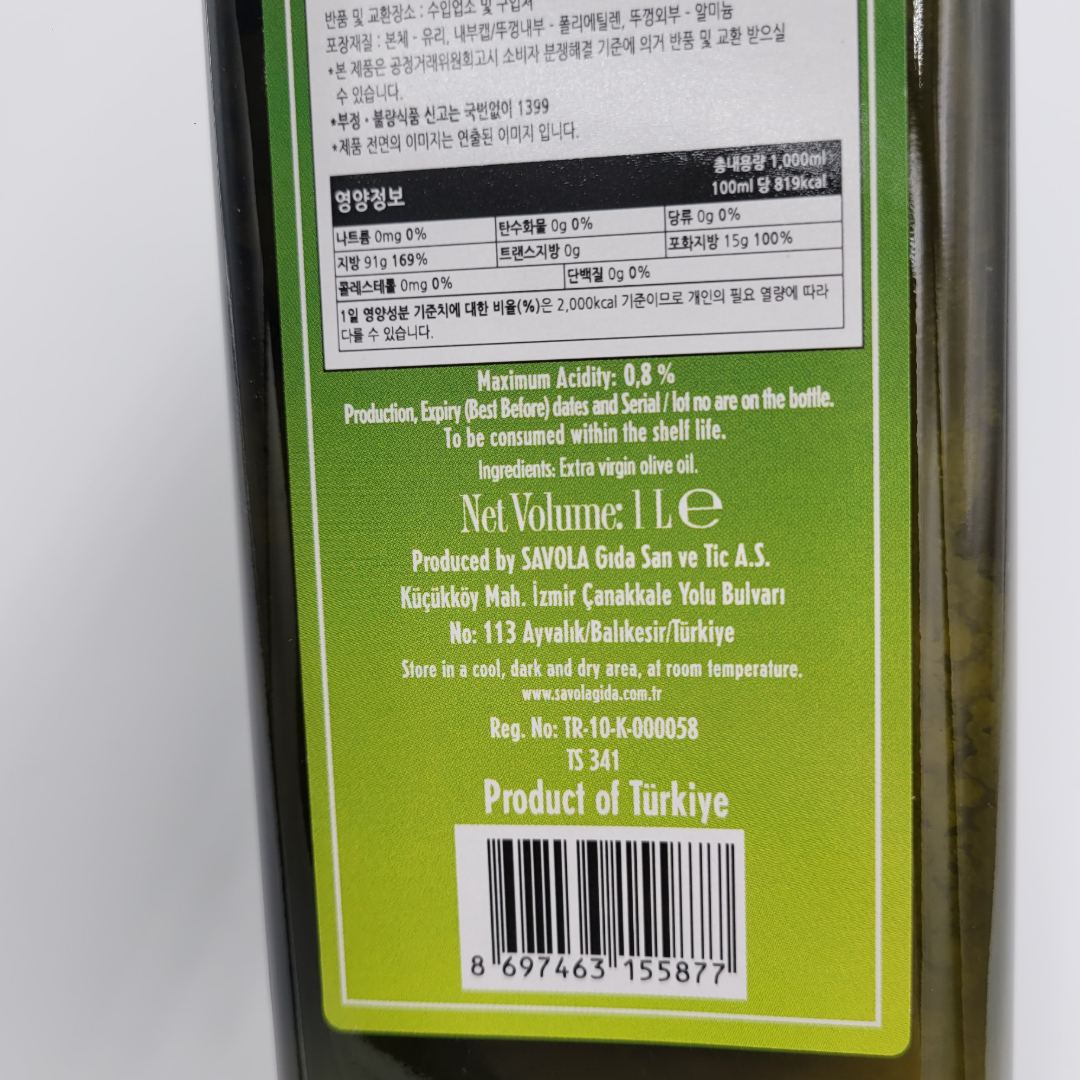 반품 및 교환장소 : 수입업소 및 구입처
포장재질 : 본체 - 유리, 내부캡/뚜껑내부 - 폴리에틸렌, 뚜껑외부 - 알미늄
*본 제품은 공정거래위원회고시 소비자 분쟁해결 기준에 의거 반품 및 교환 받으실
수 있습니다.
*부정·불량식품 신고는 국번없이 1399
*제품 전면의 이미지는 연출된 이미지 입니다.
영양정보 총내용량 1,000ml
100ml 당 819kcal
나트륨 0mg 0% 탄수화물 0g 0% 당류 0g 0%
지방 91g 169% 트랜스지방 0g 포화지방 15g 100%
콜레스테롤 0mg 0% 단백질 0g 0%
1일 영양성분 기준치에 대한 비율(%)은 2,000kcal 기준이므로 개인의 필요 열량에 따라
다를 수 있습니다.
Maximum Acidity: 0,8 %
Production, Expiry (Best Before) dates and Serial / lot no are on the bottle.
To be consumed within the shelf life.
Ingredients: Extra virgin olive oil.
Net Volume: 1 L ℮
Produced by SAVOLA Gıda San ve Tic A.S.
Küçükköy Mah. İzmir Çanakkale Yolu Bulvarı
No: 113 Ayvalık/Balıkesir/Türkiye
Store in a cool, dark and dry area, at room temperature.
www.savolagida.com.tr
Reg. No: TR-10-K-000058
TS 341
Product of Türkiye
8 697463 155877